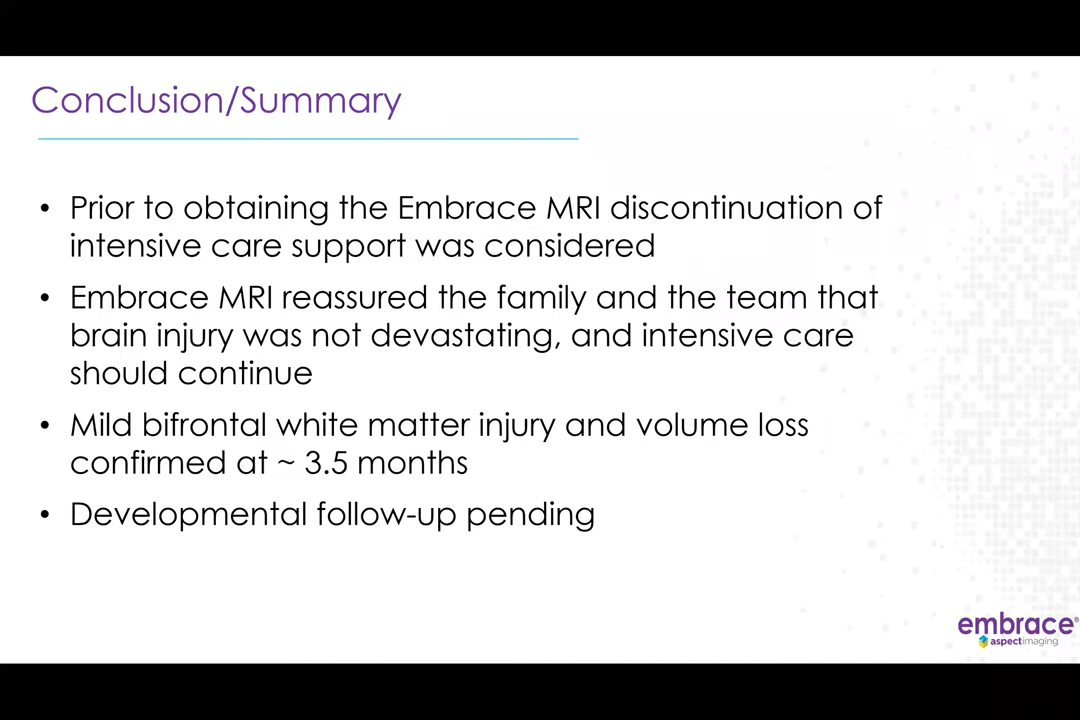 Conclusion/Summary
• Prior to obtaining the Embrace MRI discontinuation of
intensive care support was considered
• Embrace MRI reassured the family and the team that
brain injury was not devastating, and intensive care
should continue
• Mild bifrontal white matter injury and volume loss
confirmed at ~ 3.5 months
• Developmental follow-up pending
embrace®
aspectimaging